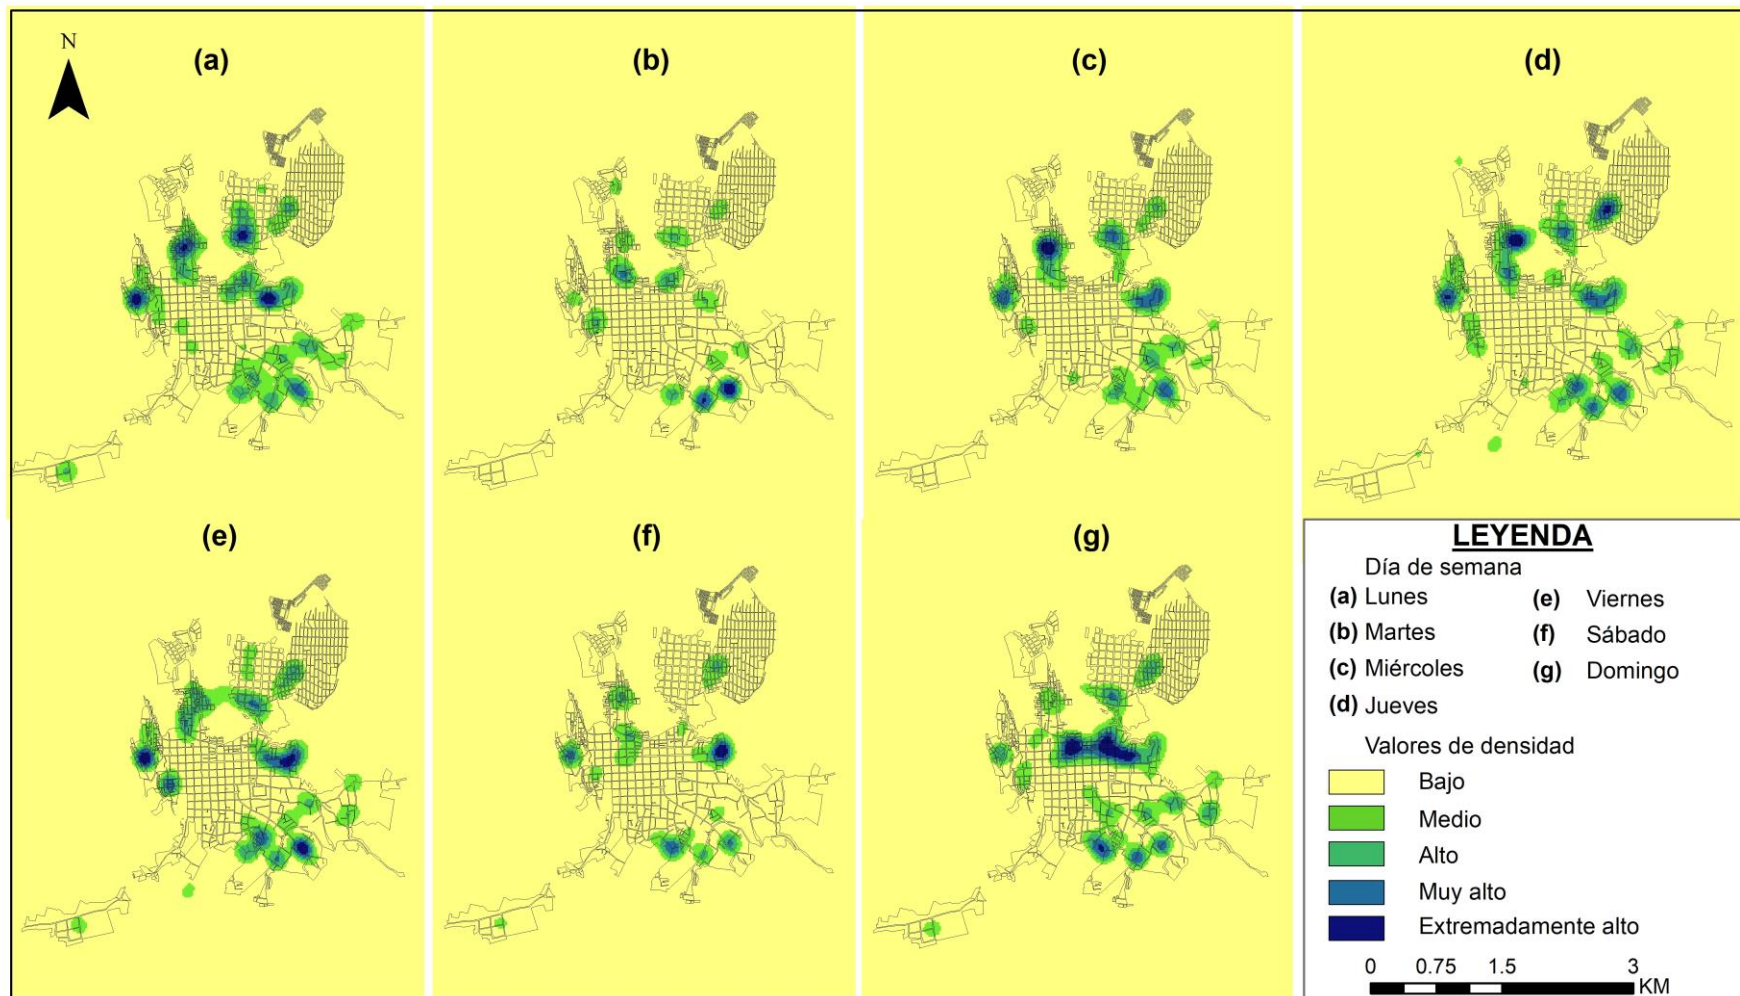 N
(a)
(b)
(c)
(d)
(e)
(f)
(g)
LEYENDA
Día de semana
(a) Lunes (e) Viernes
(b) Martes (f) Sábado
(c) Miércoles (g) Domingo
(d) Jueves
Valores de densidad
Bajo
Medio
Alto
Muy alto
Extremadamente alto
0 0.75 1.5 3
KM